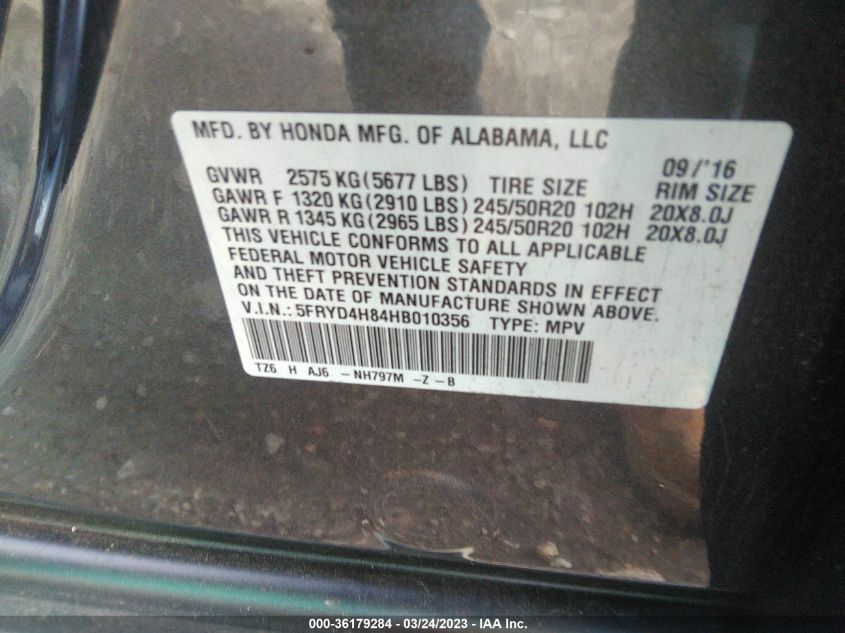 MFD. BY HONDA MFG. OF ALABAMA, LLC
09/'16
GVWR 2575 KG(5677 LBS) TIRE SIZE RIM SIZE
GAWR F 1320 KG(2910 LBS)245/50R20 102H 20X8.0J
GAWR R 1345 KG(2965 LBS)245/50R20 102H 20X8.0J
THIS VEHICLE CONFORMS TO ALL APPLICABLE
FEDERAL MOTOR VEHICLE SAFETY
AND THEFT PREVENTION STANDARDS IN EFFECT
ON THE DATE OF MANUFACTURE SHOWN ABOVE.
V.I.N.: 5FRYD4H84HB010356 TYPE: MPV
TZ6 H AJ6 -NH797M -Z-B
000-36179284 - 03/24/2023 - IAA Inc.